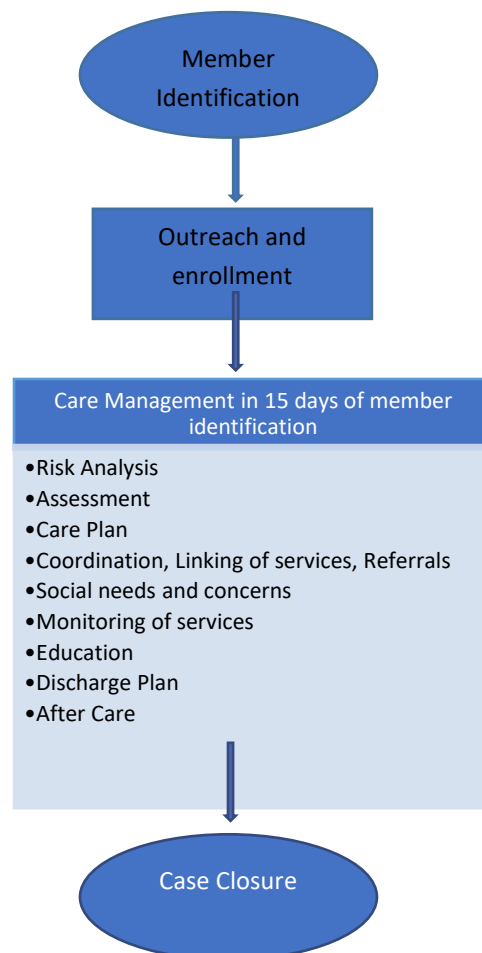 Member
Identification
Outreach and
enrollment
Care Management in 15 days of member
identification
•Risk Analysis
•Assessment
•Care Plan
•Coordination, Linking of services, Referrals
•Social needs and concerns
•Monitoring of services
•Education
•Discharge Plan
•After Care
Case Closure